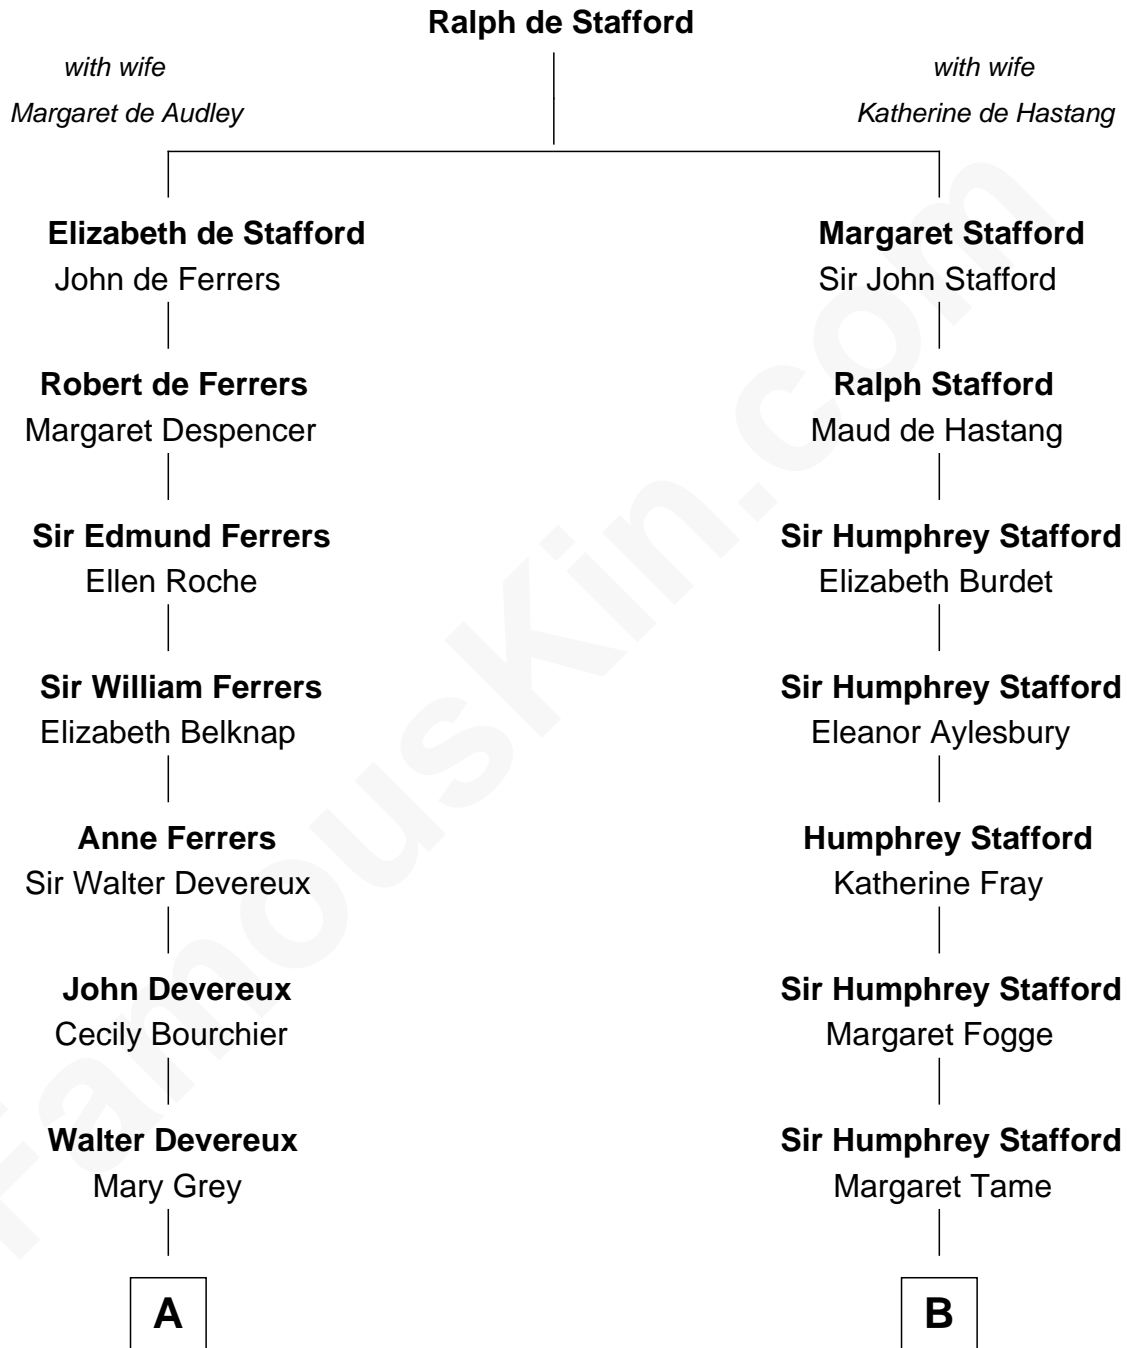 Ralph de Stafford
with wife
Margaret de Audley
with wife
Katherine de Hastang
Elizabeth de Stafford
John de Ferrers
Margaret Stafford
Sir John Stafford
Robert de Ferrers
Margaret Despencer
Ralph Stafford
Maud de Hastang
Sir Edmund Ferrers
Ellen Roche
Sir Humphrey Stafford
Elizabeth Burdet
Sir William Ferrers
Elizabeth Belknap
Sir Humphrey Stafford
Eleanor Aylesbury
Anne Ferrers
Sir Walter Devereux
Humphrey Stafford
Katherine Fray
John Devereux
Cecily Bourchier
Sir Humphrey Stafford
Margaret Fogge
Walter Devereux
Mary Grey
Sir Humphrey Stafford
Margaret Tame
A
B
FamousKin.com